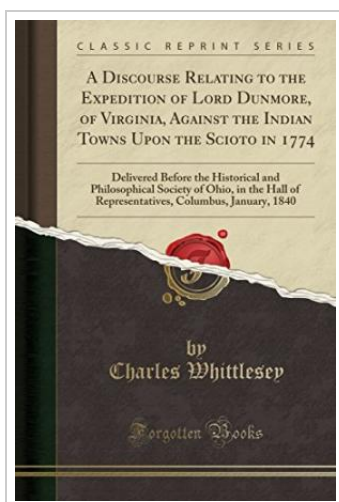 CLASSIC REPRINT SERIES
A DISCOURSE RELATING TO THE
EXPEDITION OF LORD DUNMORE,
OF VIRGINIA, AGAINST THE INDIAN
TOWNS UPON THE SCIOTO IN 1774
Delivered Before the Historical and
Philosophical Society of Ohio, in the Hall of
Representatives, Columbus, January, 1840
by
Charles Whittlesey
Forgotten Books